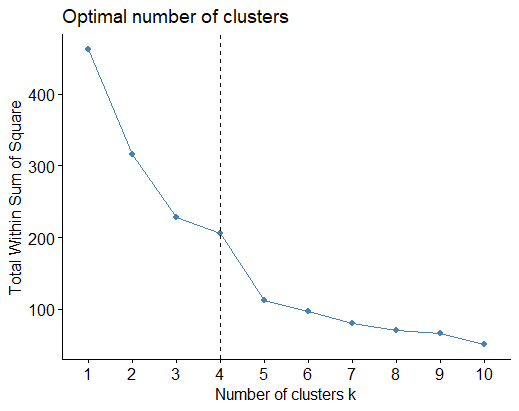 Optimal number of clusters
Total Within Sum of Square
400
300
200
100
1 2 3 4 5 6 7 8 9 10
Number of clusters k